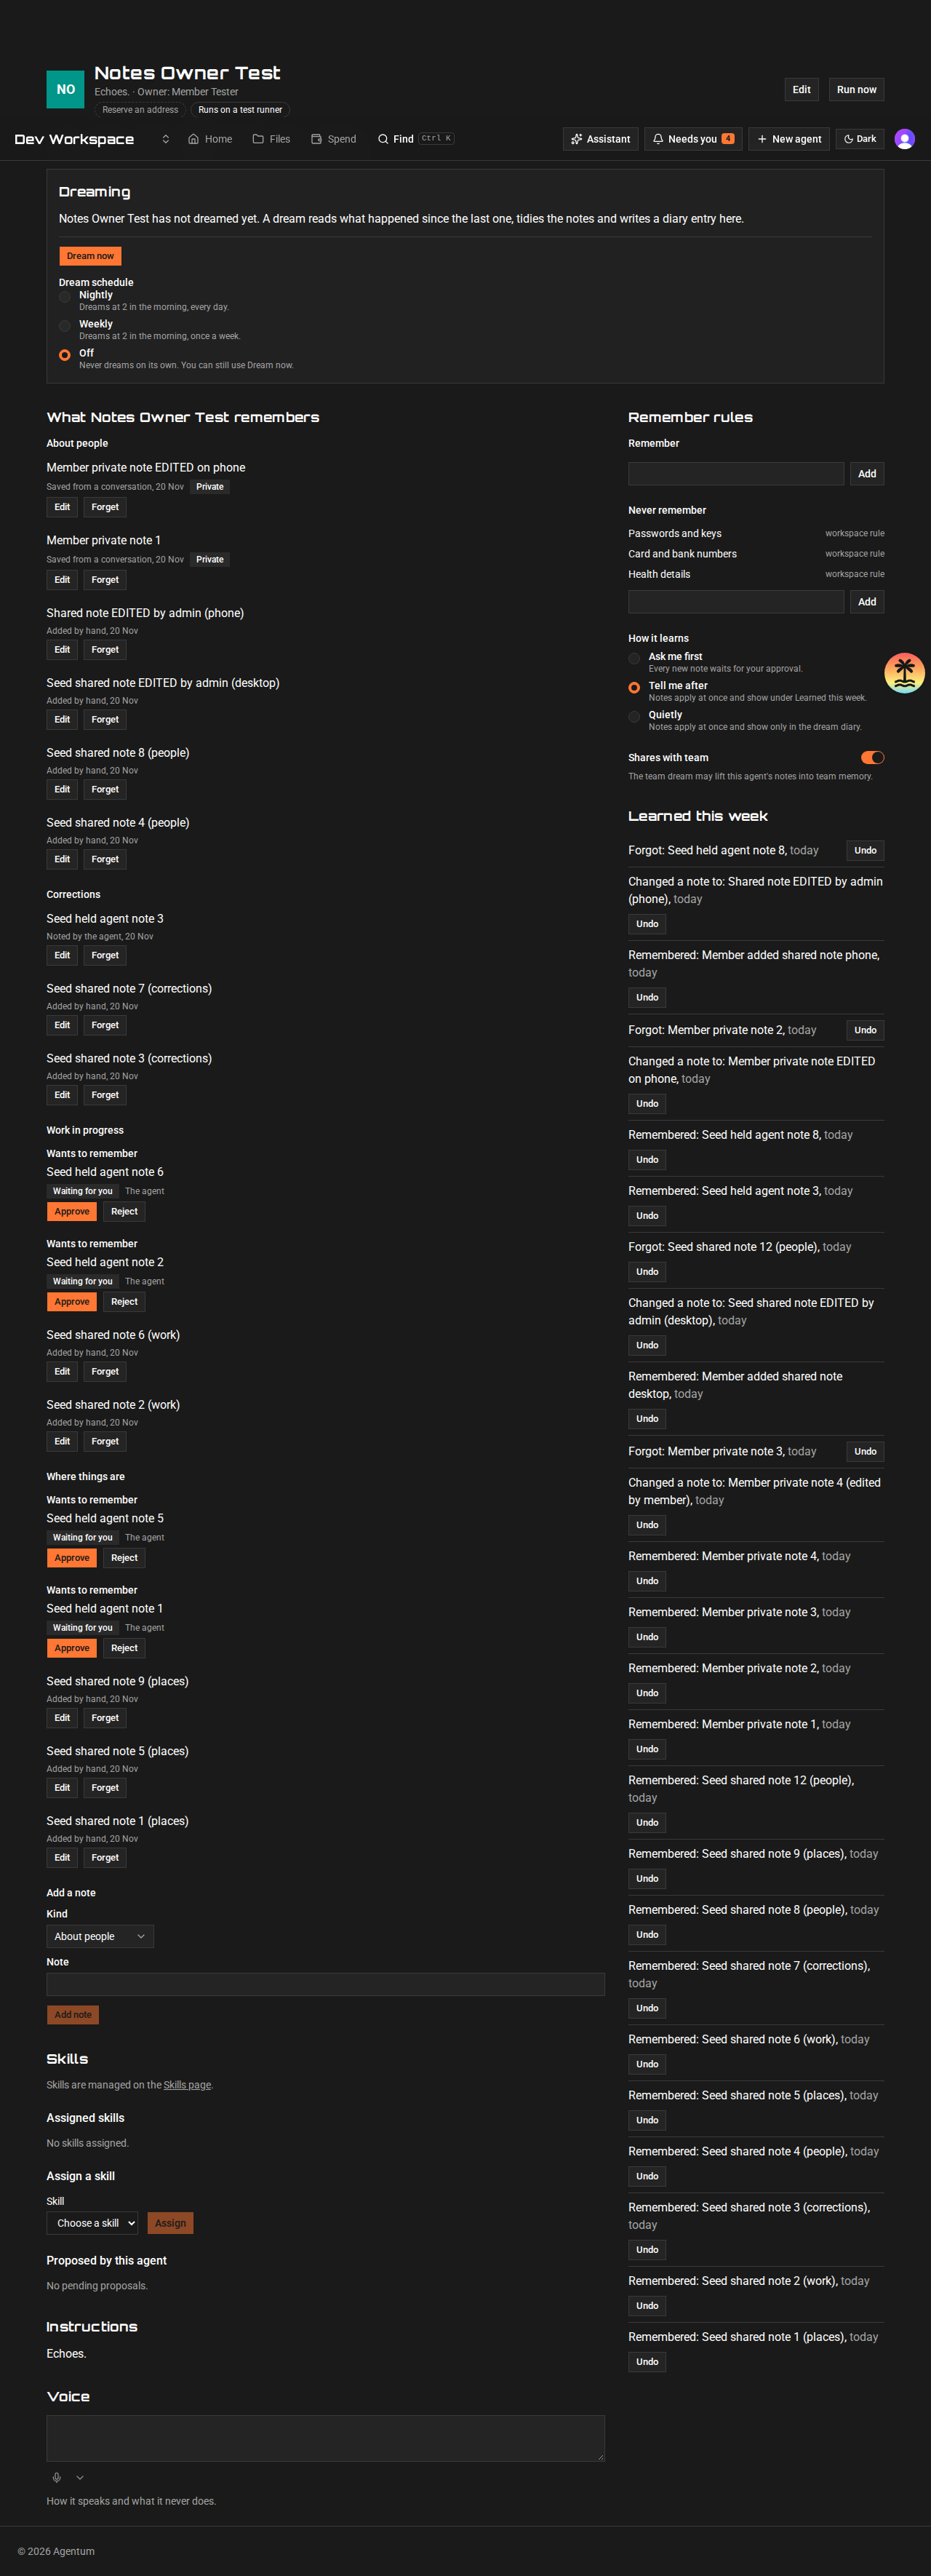 NO
Notes Owner Test
Echoes. · Owner: Member Tester
Reserve an address
Runs on a test runner
Edit
Run now
Dev Workspace
Home
Files
Spend
Find
Ctrl K
Assistant
Needs you
4
New agent
Dark
Dreaming
Notes Owner Test has not dreamed yet. A dream reads what happened since the last one, tidies the notes and writes a diary entry here.
Dream now
Dream schedule
Nightly
Dreams at 2 in the morning, every day.
Weekly
Dreams at 2 in the morning, once a week.
Off
Never dreams on its own. You can still use Dream now.
What Notes Owner Test remembers
About people
Member private note EDITED on phone
Saved from a conversation, 20 Nov
Private
Edit
Forget
Member private note 1
Saved from a conversation, 20 Nov
Private
Edit
Forget
Shared note EDITED by admin (phone)
Added by hand, 20 Nov
Edit
Forget
Seed shared note EDITED by admin (desktop)
Added by hand, 20 Nov
Edit
Forget
Seed shared note 8 (people)
Added by hand, 20 Nov
Edit
Forget
Seed shared note 4 (people)
Added by hand, 20 Nov
Edit
Forget
Corrections
Seed held agent note 3
Noted by the agent, 20 Nov
Edit
Forget
Seed shared note 7 (corrections)
Added by hand, 20 Nov
Edit
Forget
Seed shared note 3 (corrections)
Added by hand, 20 Nov
Edit
Forget
Work in progress
Wants to remember
Seed held agent note 6
Waiting for you
The agent
Approve
Reject
Wants to remember
Seed held agent note 2
Waiting for you
The agent
Approve
Reject
Seed shared note 6 (work)
Added by hand, 20 Nov
Edit
Forget
Seed shared note 2 (work)
Added by hand, 20 Nov
Edit
Forget
Where things are
Wants to remember
Seed held agent note 5
Waiting for you
The agent
Approve
Reject
Wants to remember
Seed held agent note 1
Waiting for you
The agent
Approve
Reject
Seed shared note 9 (places)
Added by hand, 20 Nov
Edit
Forget
Seed shared note 5 (places)
Added by hand, 20 Nov
Edit
Forget
Seed shared note 1 (places)
Added by hand, 20 Nov
Edit
Forget
Add a note
Kind
About people
Note
Add note
Skills
Skills are managed on the Skills page.
Assigned skills
No skills assigned.
Assign a skill
Skill
Choose a skill
Assign
Proposed by this agent
No pending proposals.
Instructions
Echoes.
Voice
How it speaks and what it never does.
Remember rules
Remember
Add
Never remember
Passwords and keys
workspace rule
Card and bank numbers
workspace rule
Health details
workspace rule
Add
How it learns
Ask me first
Every new note waits for your approval.
Tell me after
Notes apply at once and show under Learned this week.
Quietly
Notes apply at once and show only in the dream diary.
Shares with team
The team dream may lift this agent's notes into team memory.
Learned this week
Forgot: Seed held agent note 8, today
Undo
Changed a note to: Shared note EDITED by admin
(phone), today
Undo
Remembered: Member added shared note phone,
today
Undo
Forgot: Member private note 2, today
Undo
Changed a note to: Member private note EDITED
on phone, today
Undo
Remembered: Seed held agent note 8, today
Undo
Remembered: Seed held agent note 3, today
Undo
Forgot: Seed shared note 12 (people), today
Undo
Changed a note to: Seed shared note EDITED by
admin (desktop), today
Undo
Remembered: Member added shared note
desktop, today
Undo
Forgot: Member private note 3, today
Undo
Changed a note to: Member private note 4 (edited
by member), today
Undo
Remembered: Member private note 4, today
Undo
Remembered: Member private note 3, today
Undo
Remembered: Member private note 2, today
Undo
Remembered: Member private note 1, today
Undo
Remembered: Seed shared note 12 (people),
today
Undo
Remembered: Seed shared note 9 (places), today
Undo
Remembered: Seed shared note 8 (people), today
Undo
Remembered: Seed shared note 7 (corrections),
today
Undo
Remembered: Seed shared note 6 (work), today
Undo
Remembered: Seed shared note 5 (places), today
Undo
Remembered: Seed shared note 4 (people), today
Undo
Remembered: Seed shared note 3 (corrections),
today
Undo
Remembered: Seed shared note 2 (work), today
Undo
Remembered: Seed shared note 1 (places), today
Undo
© 2026 Agentum